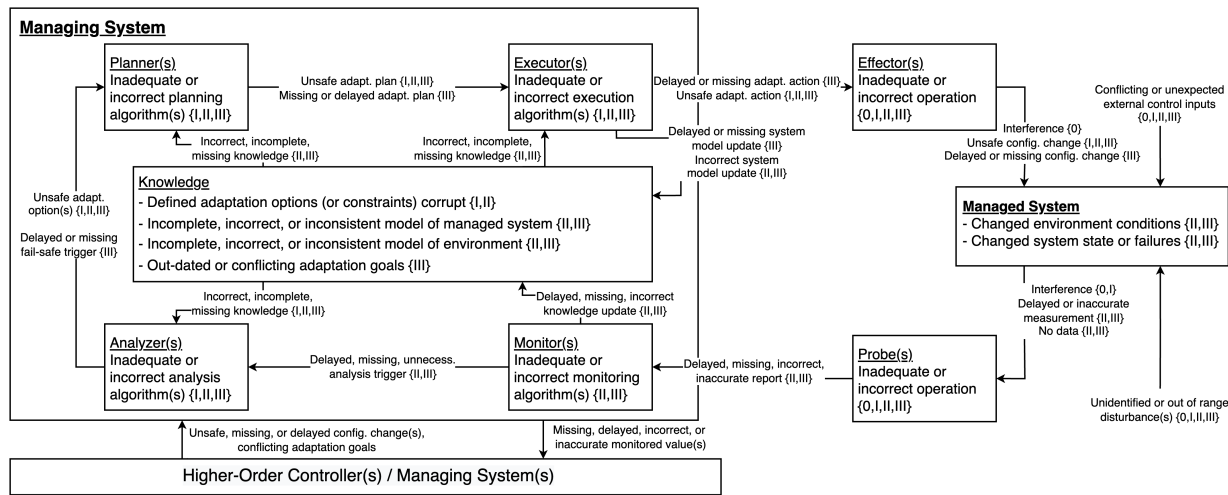 Managing System
Planner(s)
Inadequate or
incorrect planning
algorithm(s) {I,II,III}
Unsafe adapt. plan {I,II,III}
Missing or delayed adapt. plan {III}
Executor(s)
Inadequate or
incorrect execution
algorithm(s) {I,II,III}
Delayed or missing adapt. action {III}
Unsafe adapt. action {I,II,III}
Effector(s)
Inadequate or
incorrect operation
{0,I,II,III}
Conflicting or unexpected
external control inputs
{0,I,II,III}
Interference {0}
Unsafe config. change {I,II,III}
Delayed or missing config. change {III}
Incorrect, incomplete,
missing knowledge {II,III}
Incorrect, incomplete,
missing knowledge {II,III}
Delayed or missing system
model update {III}
Incorrect system
model update {II,III}
Unsafe adapt.
option(s) {I,II,III}
Delayed or missing
fail-safe trigger {III}
Knowledge
- Defined adaptation options (or constraints) corrupt {I,II}
- Incomplete, incorrect, or inconsistent model of managed system {II,III}
- Incomplete, incorrect, or inconsistent model of environment {II,III}
- Out-dated or conflicting adaptation goals {III}
Managed System
- Changed environment conditions {II,III}
- Changed system state or failures {II,III}
Incorrect, incomplete,
missing knowledge {I,II,III}
Delayed, missing, incorrect
knowledge update {II,III}
Interference {0,I}
Delayed or inaccurate
measurement {II,III}
No data {II,III}
Analyzer(s)
Inadequate or
incorrect analysis
algorithm(s) {I,II,III}
Delayed, missing, unnecess.
analysis trigger {II,III}
Monitor(s)
Inadequate or
incorrect monitoring
algorithm(s) {II,III}
Delayed, missing, incorrect,
inaccurate report {II,III}
Probe(s)
Inadequate or
incorrect operation
{0,I,II,III}
Unidentified or out of range
disturbance(s) {0,I,II,III}
Unsafe, missing, or delayed config. change(s),
conflicting adaptation goals
Missing, delayed, incorrect, or
inaccurate monitored value(s)
Higher-Order Controller(s) / Managing System(s)